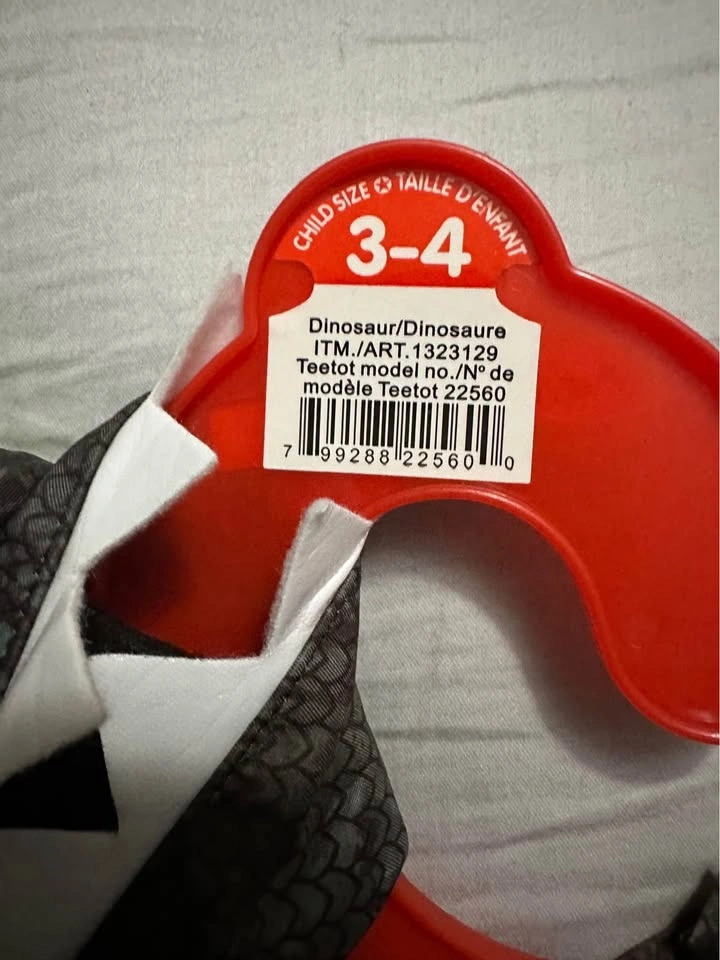 CHILD SIZE ✪ TAILLE D'ENFANT
3-4
Dinosaur/Dinosaure
ITM./ART.1323129
Teetot model no./Nº de
modèle Teetot 22560
7 99288 22560 0